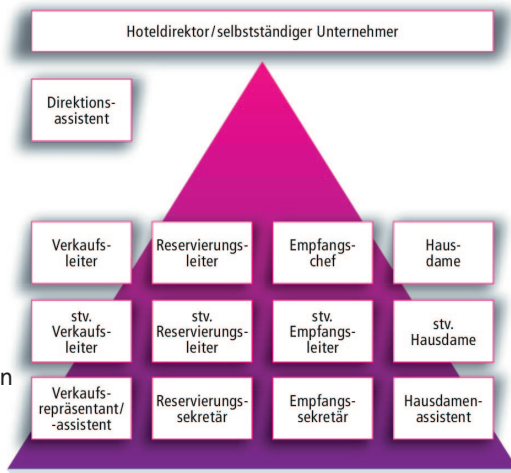 Hoteldirektor/selbstständiger Unternehmer
Direktions-
assistent
Verkaufs-
leiter
Reservierungs-
leiter
Empfangs-
chef
Haus-
dame
stv.
Verkaufs-
leiter
stv.
Reservierungs-
leiter
stv.
Empfangs-
leiter
stv.
Hausdame
n
Verkaufs-
repräsentant/
-assistent
Reservierungs-
sekretär
Empfangs-
sekretär
Hausdamen-
assistent